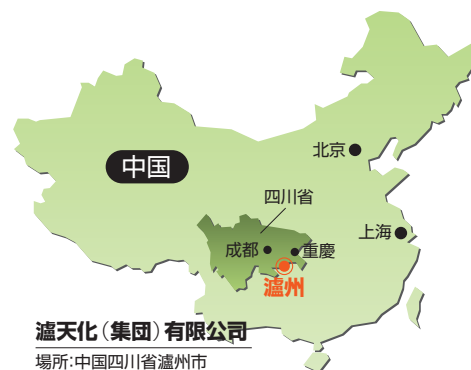 中国
北京
四川省
上海
成都
重慶
瀘州
瀘天化（集団）有限公司
場所:中国四川省瀘州市